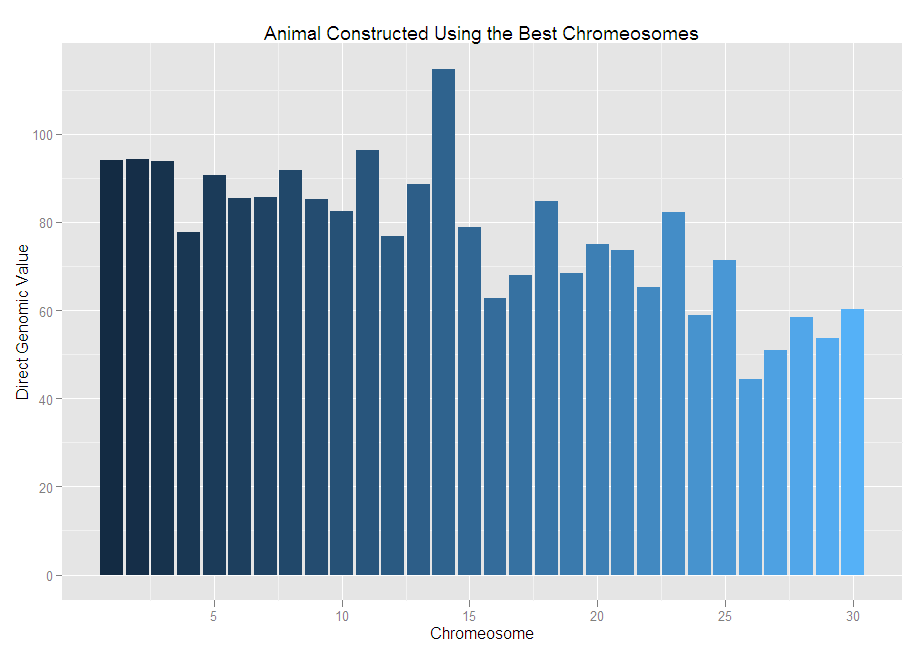 Animal Constructed Using the Best Chromeosomes
Direct Genomic Value
100
80
60
40
20
0
5 10 15 20 25 30
Chromeosome